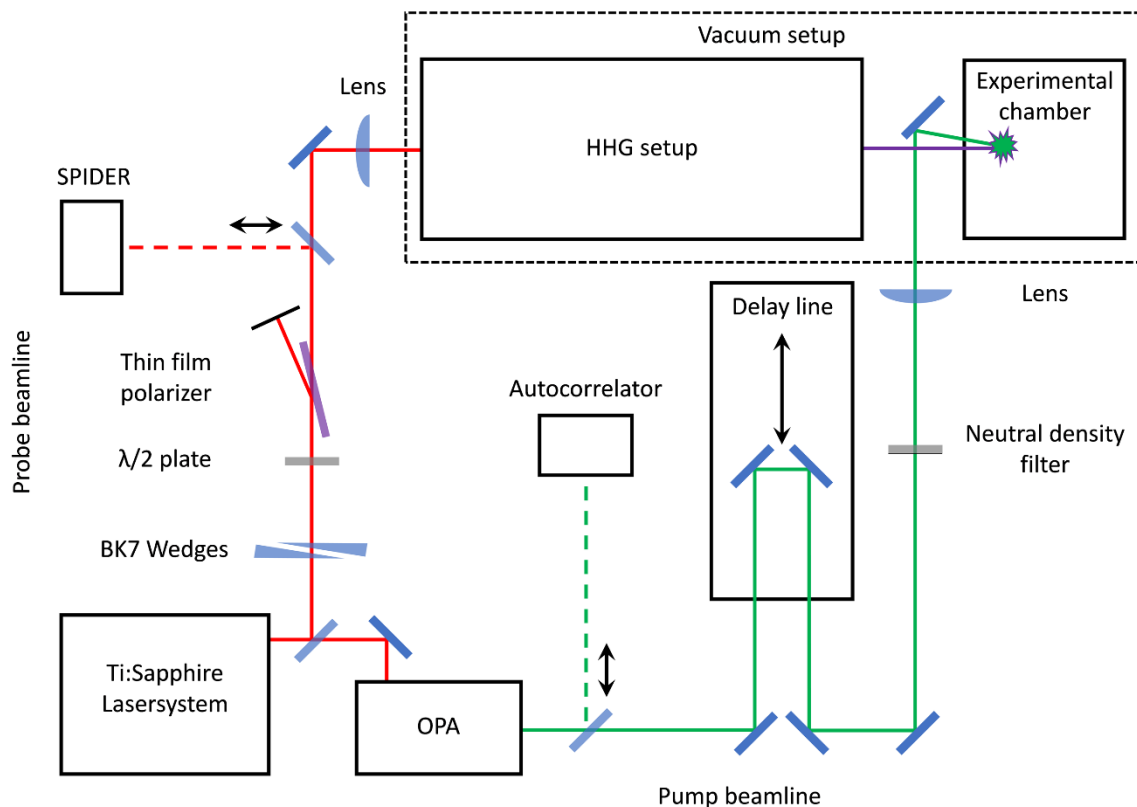 Vacuum setup
Lens
Experimental
chamber
HHG setup
SPIDER
Delay line
Lens
Thin film
polarizer
Autocorrelator
Probe beamline
λ/2 plate
Neutral density
filter
BK7 Wedges
Ti:Sapphire
Lasersystem
OPA
Pump beamline